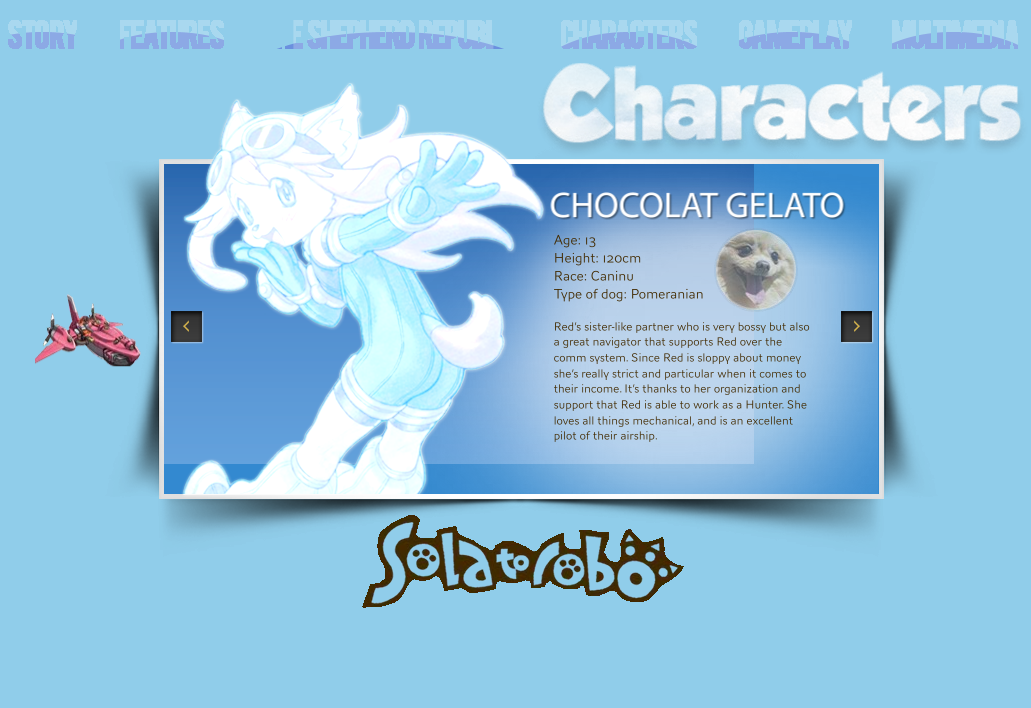 STORY FEATURES E SHEPHERD REPUBL CHARACTERS GAMEPLAY MULTIMEDIA
Characters
CHOCOLAT GELATO
Age: 13
Height: 120cm
Race: Caninu
Type of dog: Pomeranian
Red's sister-like partner who is very bossy but also
a great navigator that supports Red over the
comm system. Since Red is sloppy about money
she's really strict and particular when it comes to
their income. It's thanks to her organization and
support that Red is able to work as a Hunter. She
loves all things mechanical, and is an excellent
pilot of their airship.
Solatorobo